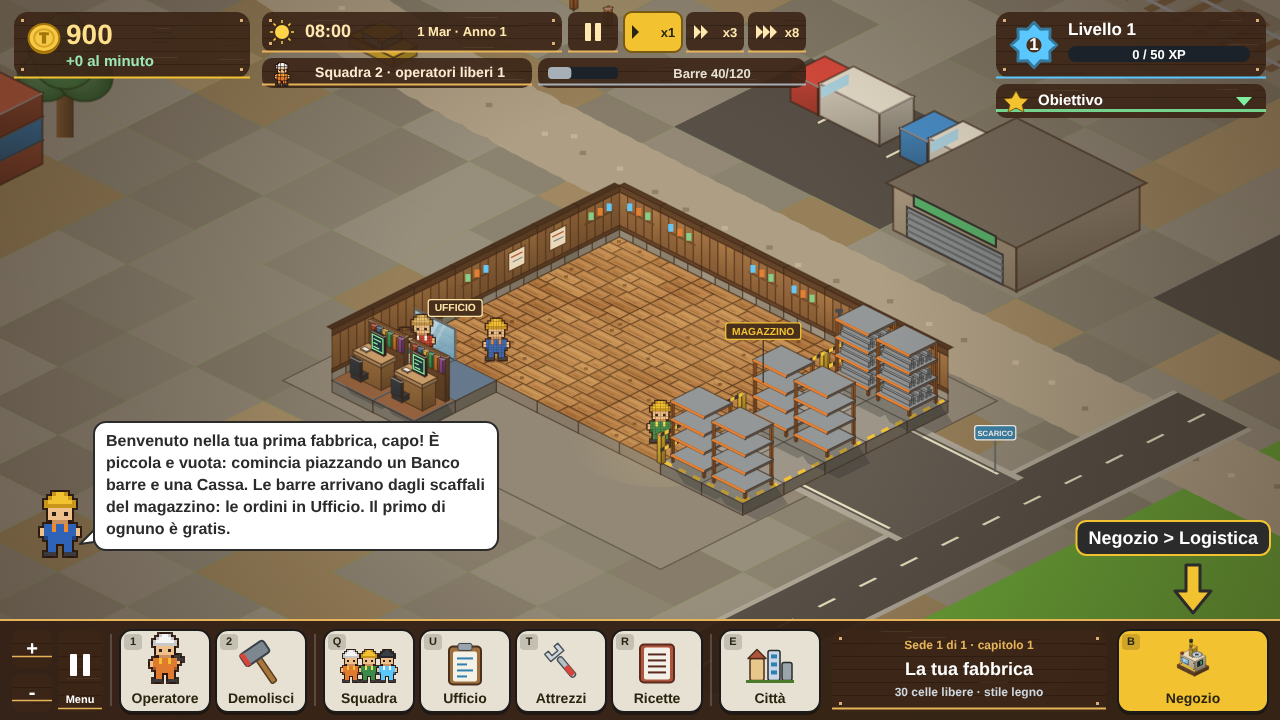 900
+0 al minuto
08:00
1 Mar · Anno 1
x1
x3
x8
Squadra 2 · operatori liberi 1
Barre 40/120
1
Livello 1
0 / 50 XP
Obiettivo
UFFICIO
MAGAZZINO
SCARICO
Benvenuto nella tua prima fabbrica, capo! È
piccola e vuota: comincia piazzando un Banco
barre e una Cassa. Le barre arrivano dagli scaffali
del magazzino: le ordini in Ufficio. Il primo di
ognuno è gratis.
Negozio > Logistica
+
-
Menu
1
Operatore
2
Demolisci
Q
Squadra
U
Ufficio
T
Attrezzi
R
Ricette
E
Città
Sede 1 di 1 · capitolo 1
La tua fabbrica
30 celle libere · stile legno
B
Negozio